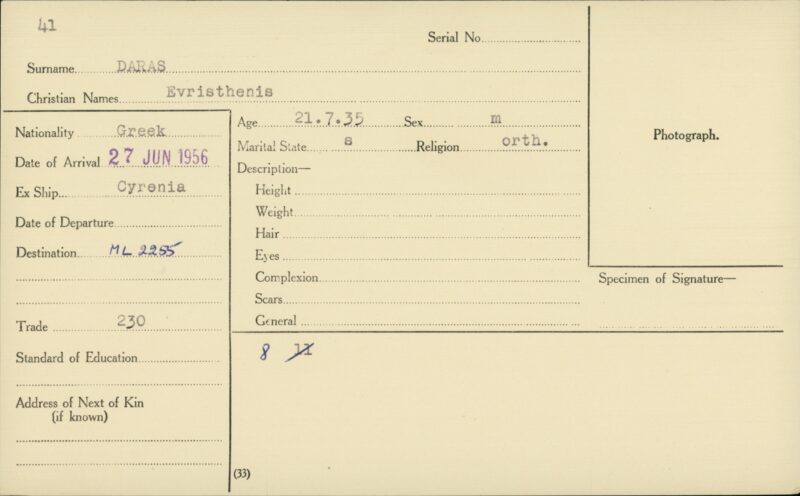 41
Serial No.
Surname DARAS
Christian Names Evristhenis
Nationality Greek
Date of Arrival 27 JUN 1956
Ex Ship Cyrenia
Date of Departure
Destination ML 2255
Trade 230
Standard of Education
Address of Next of Kin
(if known)
Age 21.7.35 Sex m
Marital State s Religion orth.
Description—
Height
Weight
Hair
Eyes
Complexion
Scars
General
8 11
(33)
Photograph.
Specimen of Signature—